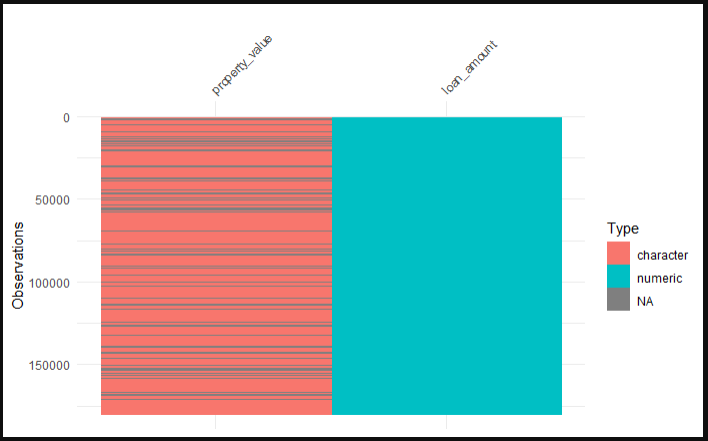 property_value
loan_amount
0
50000
100000
150000
Observations
Type
character
numeric
NA